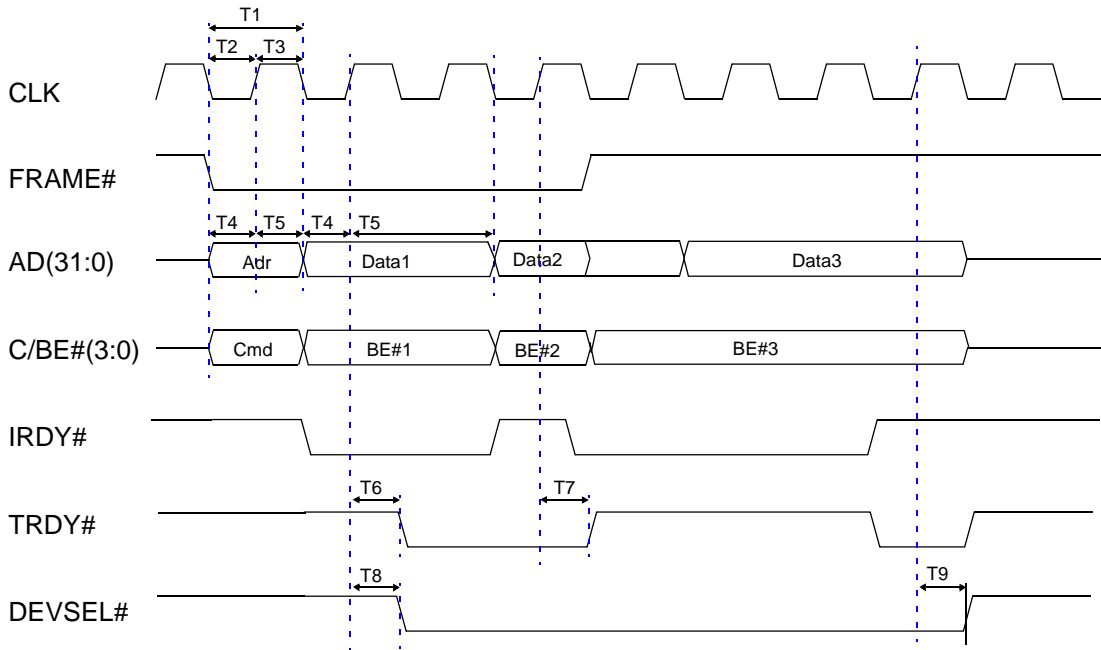 T1
T2 T3
CLK
FRAME#
T4 T5 T4 T5
AD(31:0) Adr Data1 Data2 Data3
C/BE#(3:0) Cmd BE#1 BE#2 BE#3
IRDY#
T6 T7
TRDY#
T8 T9
DEVSEL#